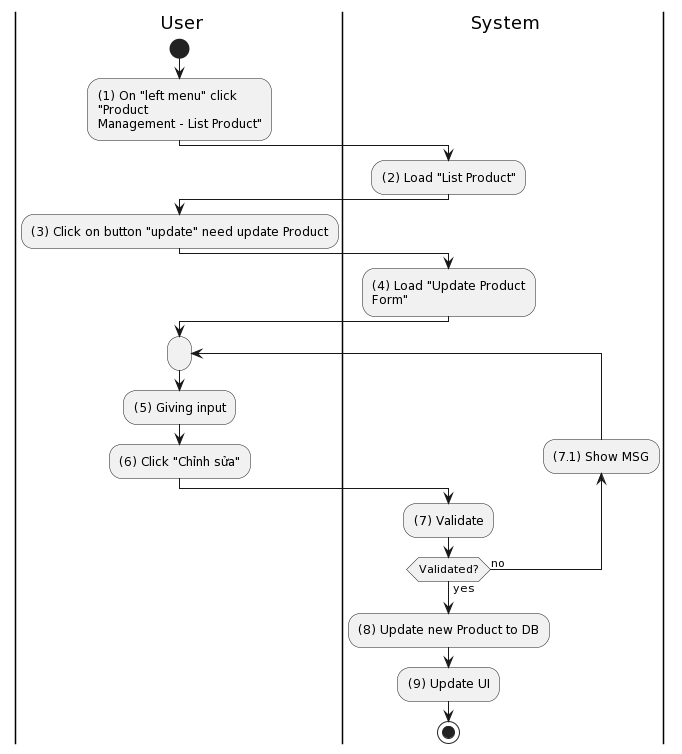 User
System
(1) On "left menu" click
"Product
Management - List Product"
(2) Load "List Product"
(3) Click on button "update" need update Product
(4) Load "Update Product
Form"
(5) Giving input
(6) Click "Chỉnh sửa"
(7.1) Show MSG
(7) Validate
Validated?
no
yes
(8) Update new Product to DB
(9) Update UI